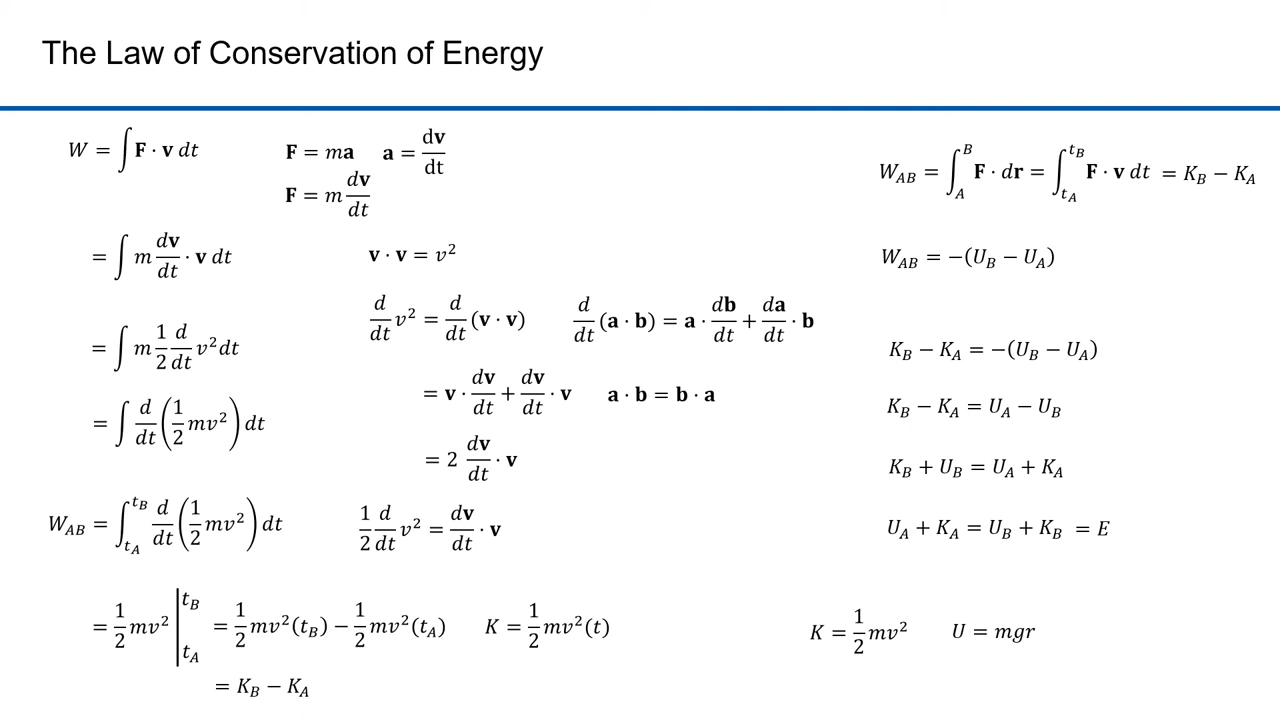 The Law of Conservation of Energy
W = ∫ 𝐅 · 𝐯 dt
𝐅 = m𝐚    𝐚 = d𝐯/dt
𝐅 = m d𝐯/dt
= ∫ m d𝐯/dt · 𝐯 dt
𝐯 · 𝐯 = v²
= ∫ m 1/2 d/dt v² dt
d/dt v² = d/dt (𝐯 · 𝐯)    d/dt (𝐚 · 𝐛) = 𝐚 · d𝐛/dt + d𝐚/dt · 𝐛
= 𝐯 · d𝐯/dt + d𝐯/dt · 𝐯    𝐚 · 𝐛 = 𝐛 · 𝐚
= ∫ d/dt (1/2 mv²) dt
= 2 d𝐯/dt · 𝐯
W_AB = ∫_{t_A}^{t_B} d/dt (1/2 mv²) dt
1/2 d/dt v² = d𝐯/dt · 𝐯
= 1/2 mv² |_{t_A}^{t_B} = 1/2 mv²(t_B) − 1/2 mv²(t_A)    K = 1/2 mv²(t)
= K_B − K_A
W_AB = ∫_A^B 𝐅 · d𝐫 = ∫_{t_A}^{t_B} 𝐅 · 𝐯 dt = K_B − K_A
W_AB = −(U_B − U_A)
K_B − K_A = −(U_B − U_A)
K_B − K_A = U_A − U_B
K_B + U_B = U_A + K_A
U_A + K_A = U_B + K_B = E
K = 1/2 mv²    U = mgr